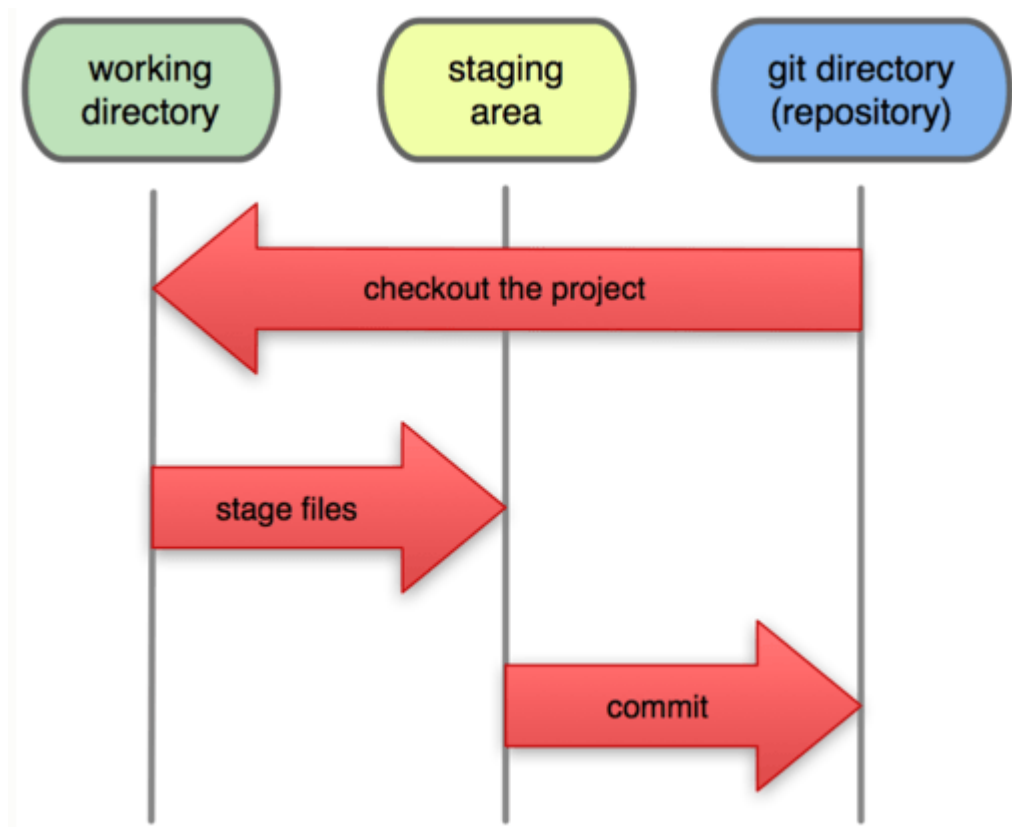 working
directory
staging
area
git directory
(repository)
checkout the project
stage files
commit